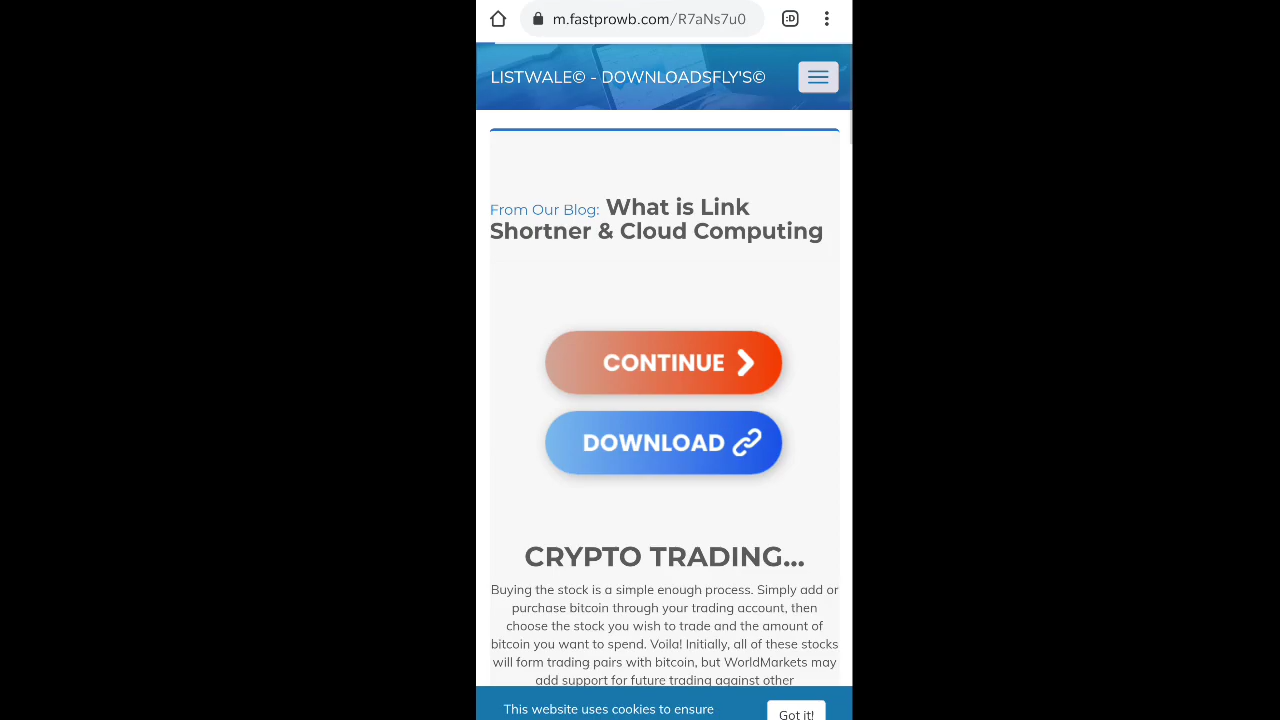 m.fastprowb.com/R7aNs7u0
:D
LISTWALE© - DOWNLOADSFLY'S©
From Our Blog: What is Link
Shortner & Cloud Computing
CONTINUE
DOWNLOAD
CRYPTO TRADING...
Buying the stock is a simple enough process. Simply add or
purchase bitcoin through your trading account, then
choose the stock you wish to trade and the amount of
bitcoin you want to spend. Voila! Initially, all of these stocks
will form trading pairs with bitcoin, but WorldMarkets may
add support for future trading against other
This website uses cookies to ensure
Got it!